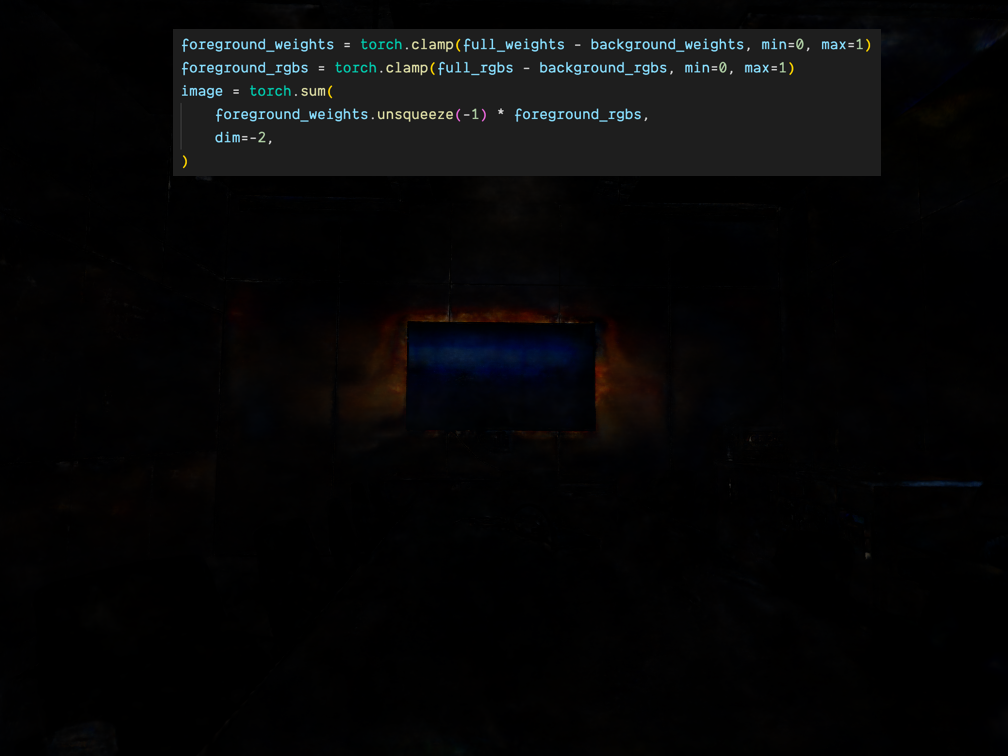 foreground_weights = torch.clamp(full_weights - background_weights, min=0, max=1)
foreground_rgbs = torch.clamp(full_rgbs - background_rgbs, min=0, max=1)
image = torch.sum(
    foreground_weights.unsqueeze(-1) * foreground_rgbs,
    dim=-2,
)